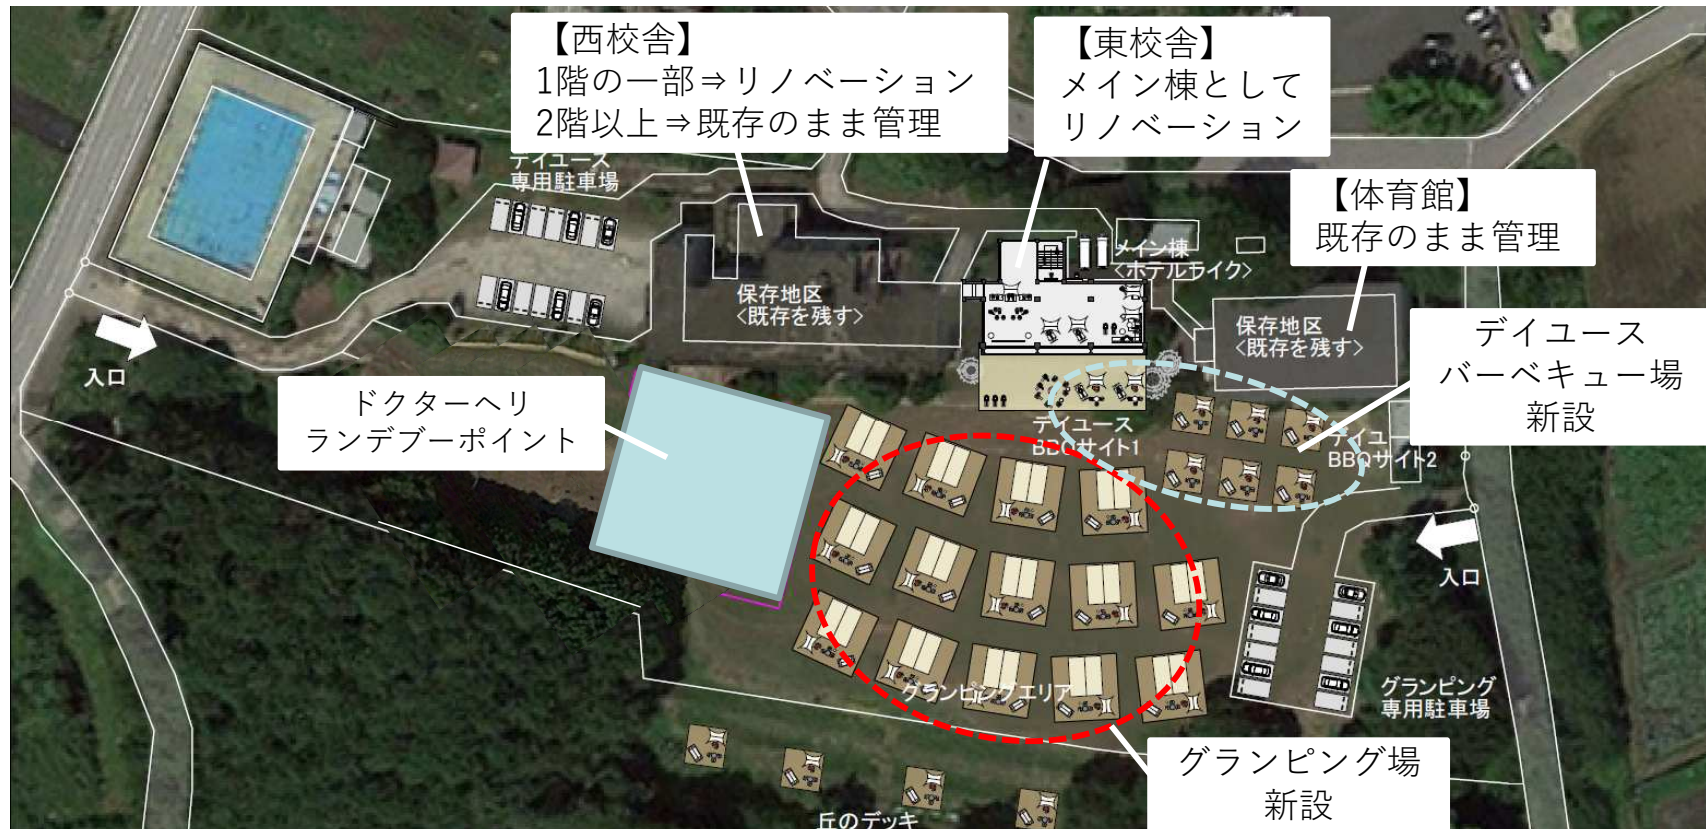 【西校舎】
1階の一部⇒リノベーション
2階以上⇒既存のまま管理
【東校舎】
メイン棟として
リノベーション
【体育館】
既存のまま管理
デイユース
専用駐車場
メイン棟
<ホテルライク>
保存地区
<既存を残す>
保存地区
<既存を残す>
デイユース
バーベキュー場
新設
入口
ドクターヘリ
ランデブーポイント
デイユース
BBQサイト1
デイユ
BBQサイト2
入口
グランピングエリア
グランピング
専用駐車場
グランピング場
新設
丘のデッキ